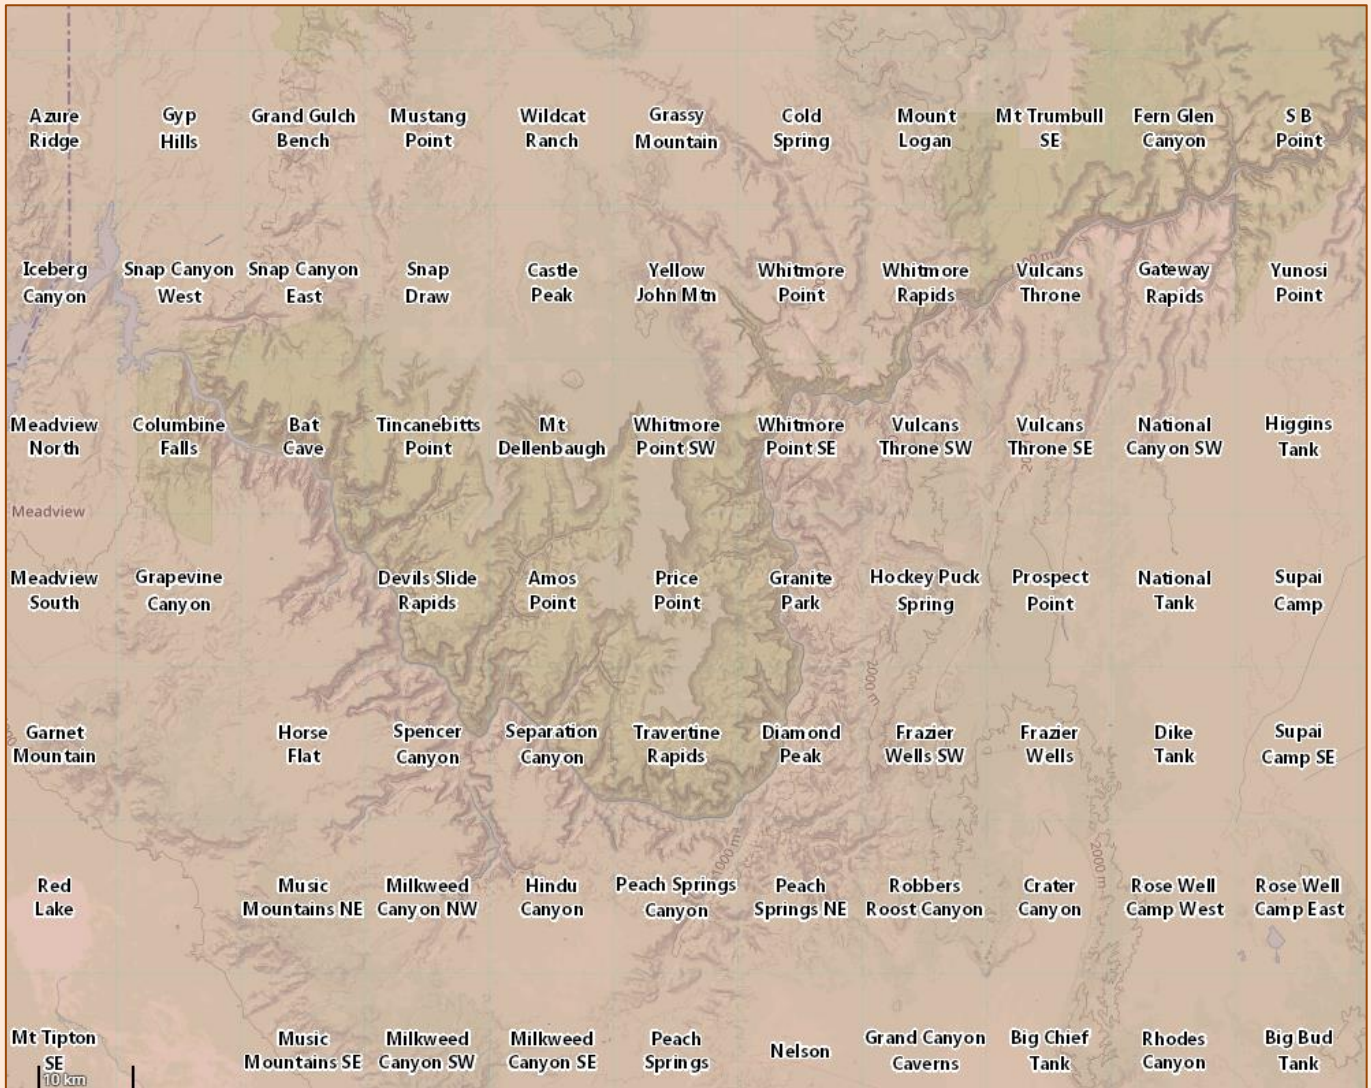 Azure
Ridge
Gyp
Hills
Grand Gulch
Bench
Mustang
Point
Wildcat
Ranch
Grassy
Mountain
Cold
Spring
Mount
Logan
Mt Trumbull
SE
Fern Glen
Canyon
S B
Point
Iceberg
Canyon
Snap Canyon
West
Snap Canyon
East
Snap
Draw
Castle
Peak
Yellow
John Mtn
Whitmore
Point
Whitmore
Rapids
Vulcans
Throne
Gateway
Rapids
Yunosi
Point
Meadview
North
Columbine
Falls
Bat
Cave
Tincanebitts
Point
Mt
Dellenbaugh
Whitmore
Point SW
Whitmore
Point SE
Vulcans
Throne SW
Vulcans
Throne SE
National
Canyon SW
Higgins
Tank
Meadview
Meadview
South
Grapevine
Canyon
Devils Slide
Rapids
Amos
Point
Price
Point
Granite
Park
Hockey Puck
Spring
Prospect
Point
National
Tank
Supai
Camp
2000 m
Garnet
Mountain
Horse
Flat
Spencer
Canyon
Separation
Canyon
Travertine
Rapids
Diamond
Peak
Frazier
Wells SW
Frazier
Wells
Dike
Tank
Supai
Camp SE
2000 m
Red
Lake
Music
Mountains NE
Milkweed
Canyon NW
Hindu
Canyon
Peach Springs
Canyon
Peach
Springs NE
Robbers
Roost Canyon
Crater
Canyon
Rose Well
Camp West
Rose Well
Camp East
Mt Tipton
SE
Music
Mountains SE
Milkweed
Canyon SW
Milkweed
Canyon SE
Peach
Springs
Nelson
Grand Canyon
Caverns
Big Chief
Tank
Rhodes
Canyon
Big Bud
Tank
10 km